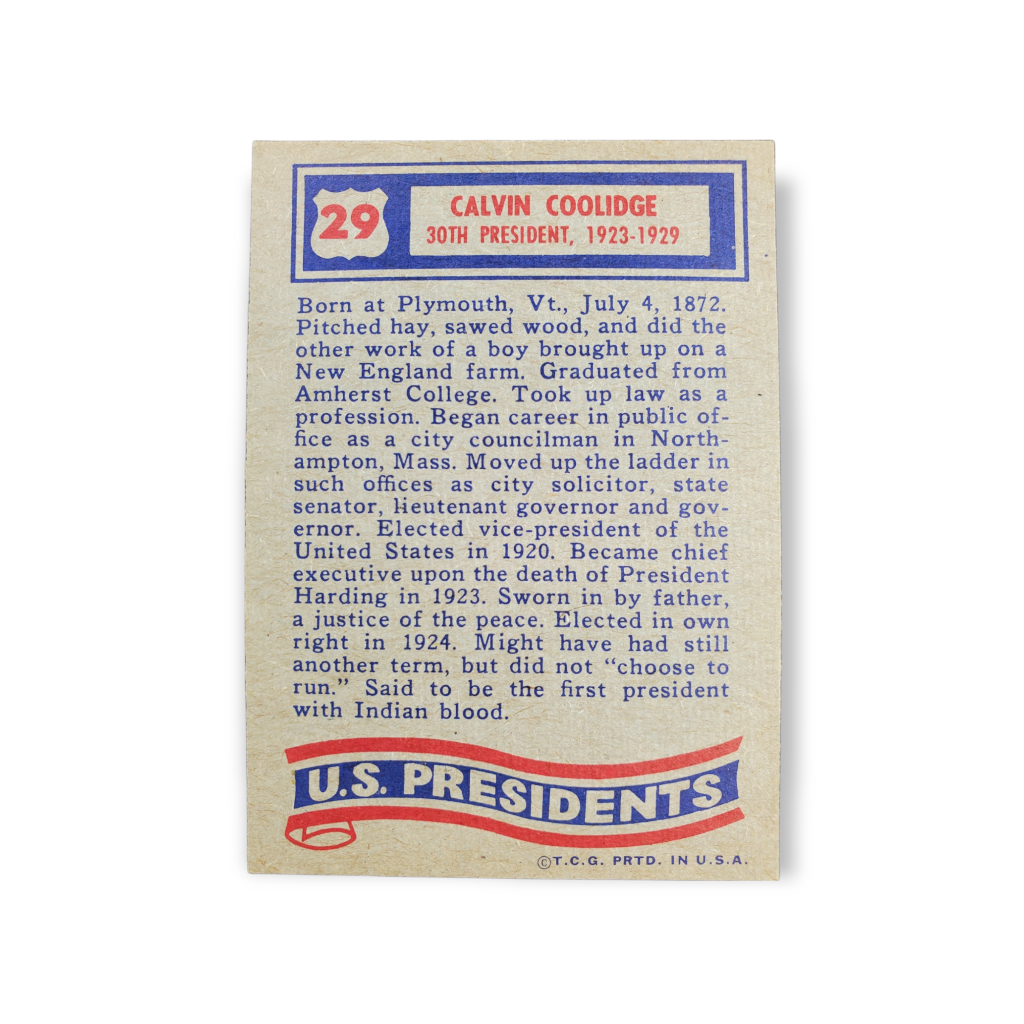 29
CALVIN COOLIDGE
30TH PRESIDENT, 1923-1929
Born at Plymouth, Vt., July 4, 1872.
Pitched hay, sawed wood, and did the
other work of a boy brought up on a
New England farm. Graduated from
Amherst College. Took up law as a
profession. Began career in public of-
fice as a city councilman in North-
ampton, Mass. Moved up the ladder in
such offices as city solicitor, state
senator, lieutenant governor and gov-
ernor. Elected vice-president of the
United States in 1920. Became chief
executive upon the death of President
Harding in 1923. Sworn in by father,
a justice of the peace. Elected in own
right in 1924. Might have had still
another term, but did not “choose to
run.” Said to be the first president
with Indian blood.
U.S. PRESIDENTS
©T.C.G. PRTD. IN U.S.A.